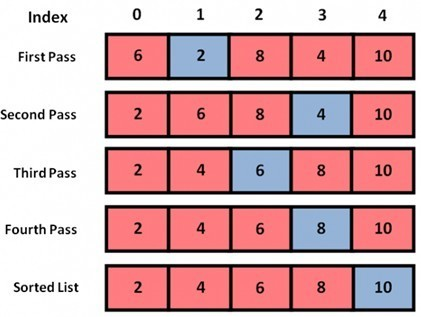 Index 0 1 2 3 4
First Pass 6 2 8 4 10
Second Pass 2 6 8 4 10
Third Pass 2 4 6 8 10
Fourth Pass 2 4 6 8 10
Sorted List 2 4 6 8 10